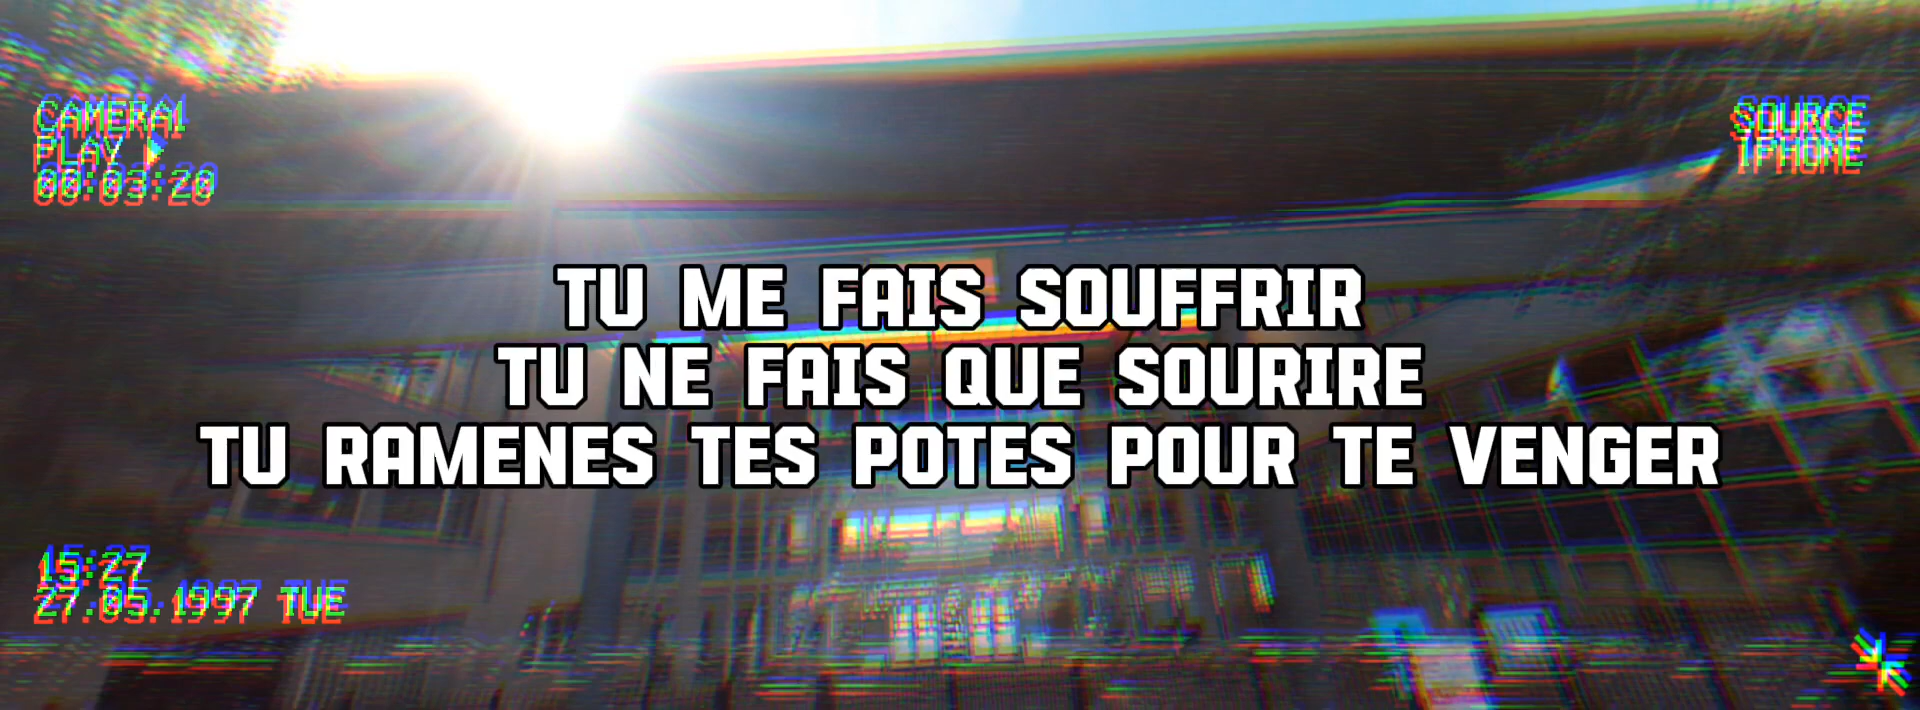 CAMERA1
PLAY
00:03:20
SOURCE
IPHONE
TU ME FAIS SOUFFRIR
TU NE FAIS QUE SOURIRE
TU RAMENES TES POTES POUR TE VENGER
15:27
27.05.1997 TUE